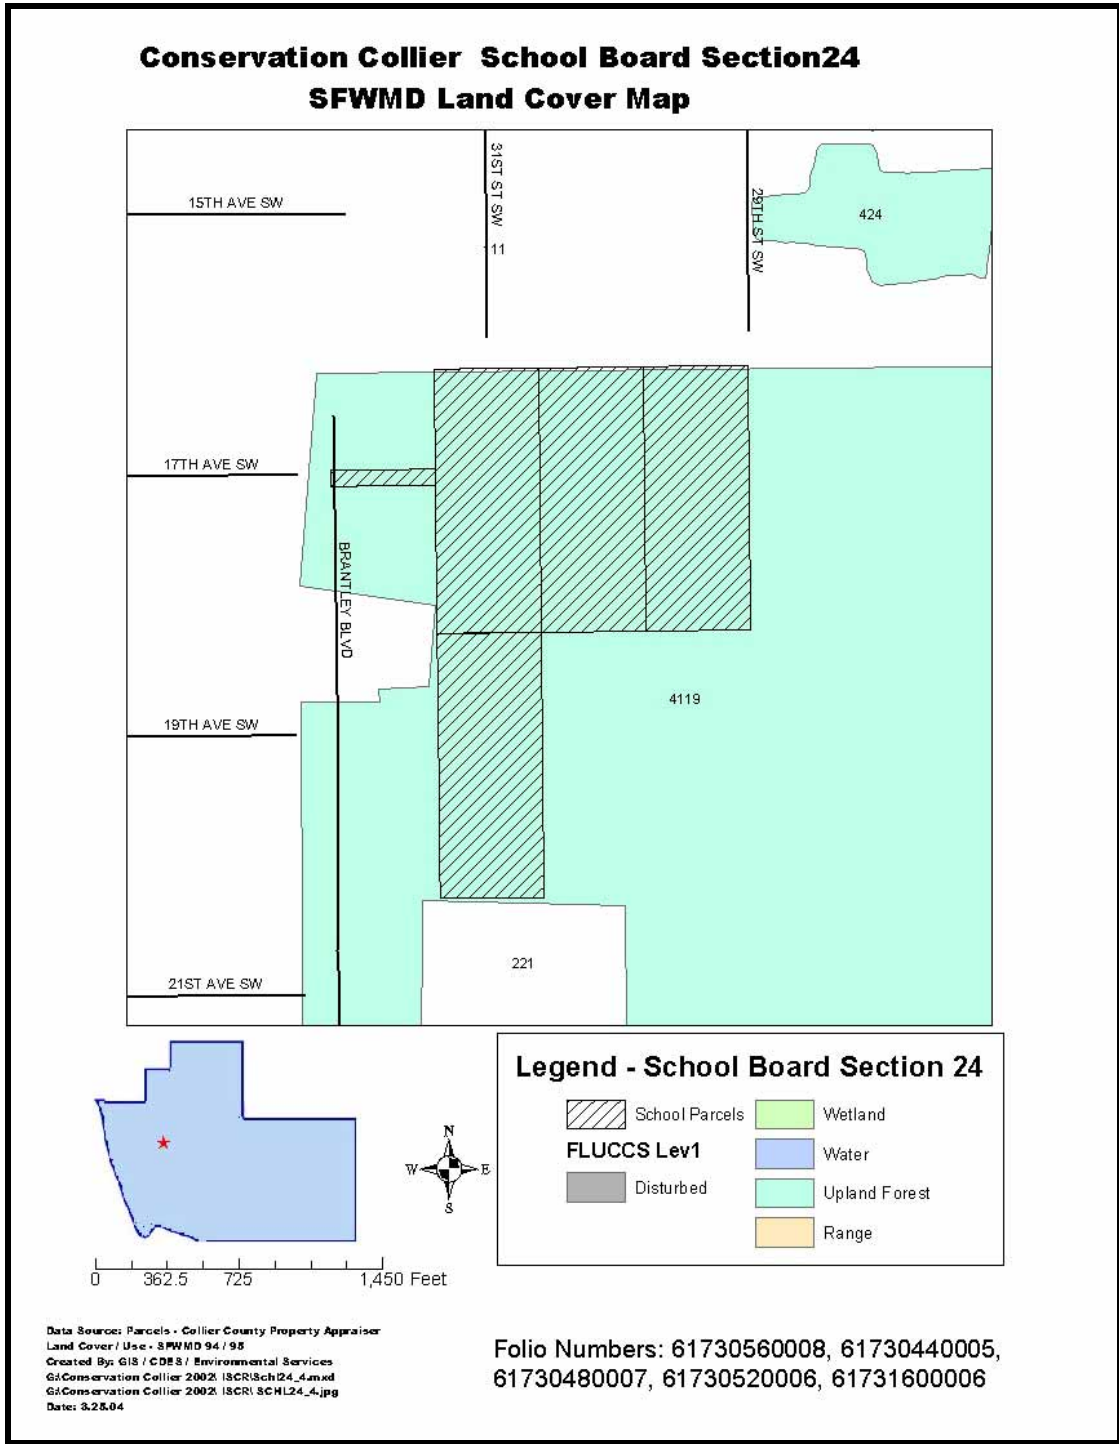 Conservation Collier School Board Section24
SFWMD Land Cover Map
31ST ST SW
29TH ST SW
15TH AVE SW
424
111
17TH AVE SW
BRANTLEY BLVD
4119
19TH AVE SW
221
21ST AVE SW
Legend - School Board Section 24
School Parcels
FLUCCS Lev1
Disturbed
Wetland
Water
Upland Forest
Range
N
W E
S
0 362.5 725 1,450 Feet
Data Source: Parcels - Collier County Property Appraiser
Land Cover / Use - SFWMD 94 / 95
Created By: GIS / CDES / Environmental Services
G:\Conservation Collier 2002\ ISCR\Schl24_4.mxd
G:\Conservation Collier 2002\ ISCR\ SCHL24_4.jpg
Date: 3.25.04
Folio Numbers: 61730560008, 61730440005,
61730480007, 61730520006, 61731600006